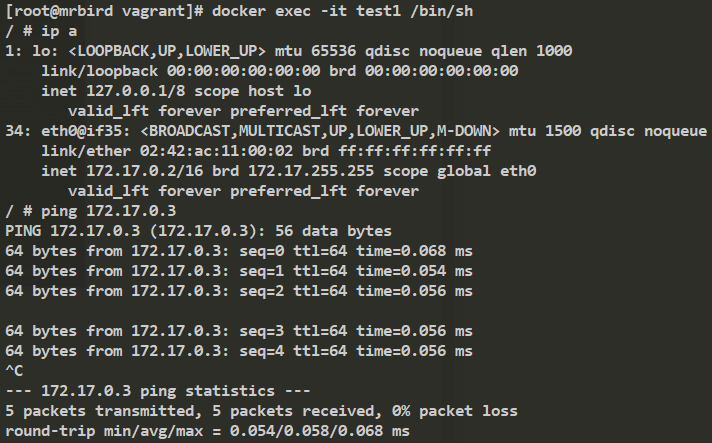 [root@mrbird vagrant]# docker exec -it test1 /bin/sh
/ # ip a
1: lo: <LOOPBACK,UP,LOWER_UP> mtu 65536 qdisc noqueue qlen 1000
    link/loopback 00:00:00:00:00:00 brd 00:00:00:00:00:00
    inet 127.0.0.1/8 scope host lo
       valid_lft forever preferred_lft forever
34: eth0@if35: <BROADCAST,MULTICAST,UP,LOWER_UP,M-DOWN> mtu 1500 qdisc noqueue
    link/ether 02:42:ac:11:00:02 brd ff:ff:ff:ff:ff:ff
    inet 172.17.0.2/16 brd 172.17.255.255 scope global eth0
       valid_lft forever preferred_lft forever
/ # ping 172.17.0.3
PING 172.17.0.3 (172.17.0.3): 56 data bytes
64 bytes from 172.17.0.3: seq=0 ttl=64 time=0.068 ms
64 bytes from 172.17.0.3: seq=1 ttl=64 time=0.054 ms
64 bytes from 172.17.0.3: seq=2 ttl=64 time=0.056 ms

64 bytes from 172.17.0.3: seq=3 ttl=64 time=0.056 ms
64 bytes from 172.17.0.3: seq=4 ttl=64 time=0.056 ms
^C
--- 172.17.0.3 ping statistics ---
5 packets transmitted, 5 packets received, 0% packet loss
round-trip min/avg/max = 0.054/0.058/0.068 ms